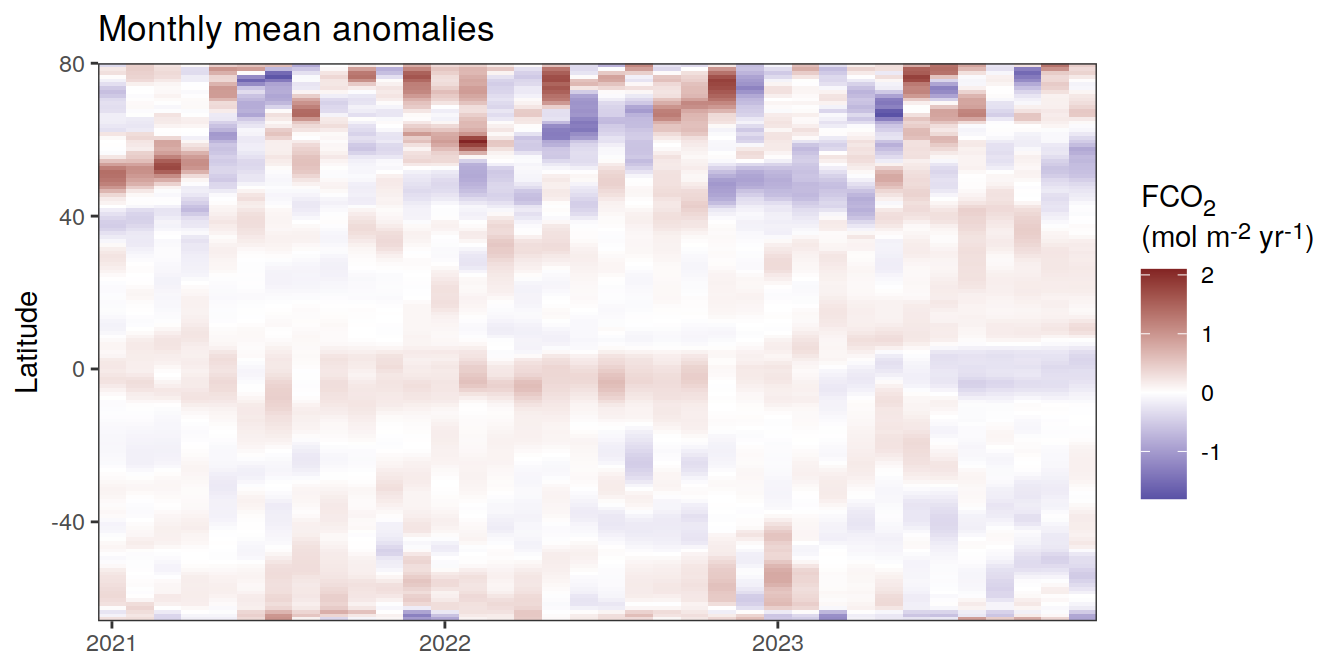 Monthly mean anomalies
80
40
0
-40
Latitude
2021
2022
2023
FCO₂
(mol m⁻² yr⁻¹)
2
1
0
-1